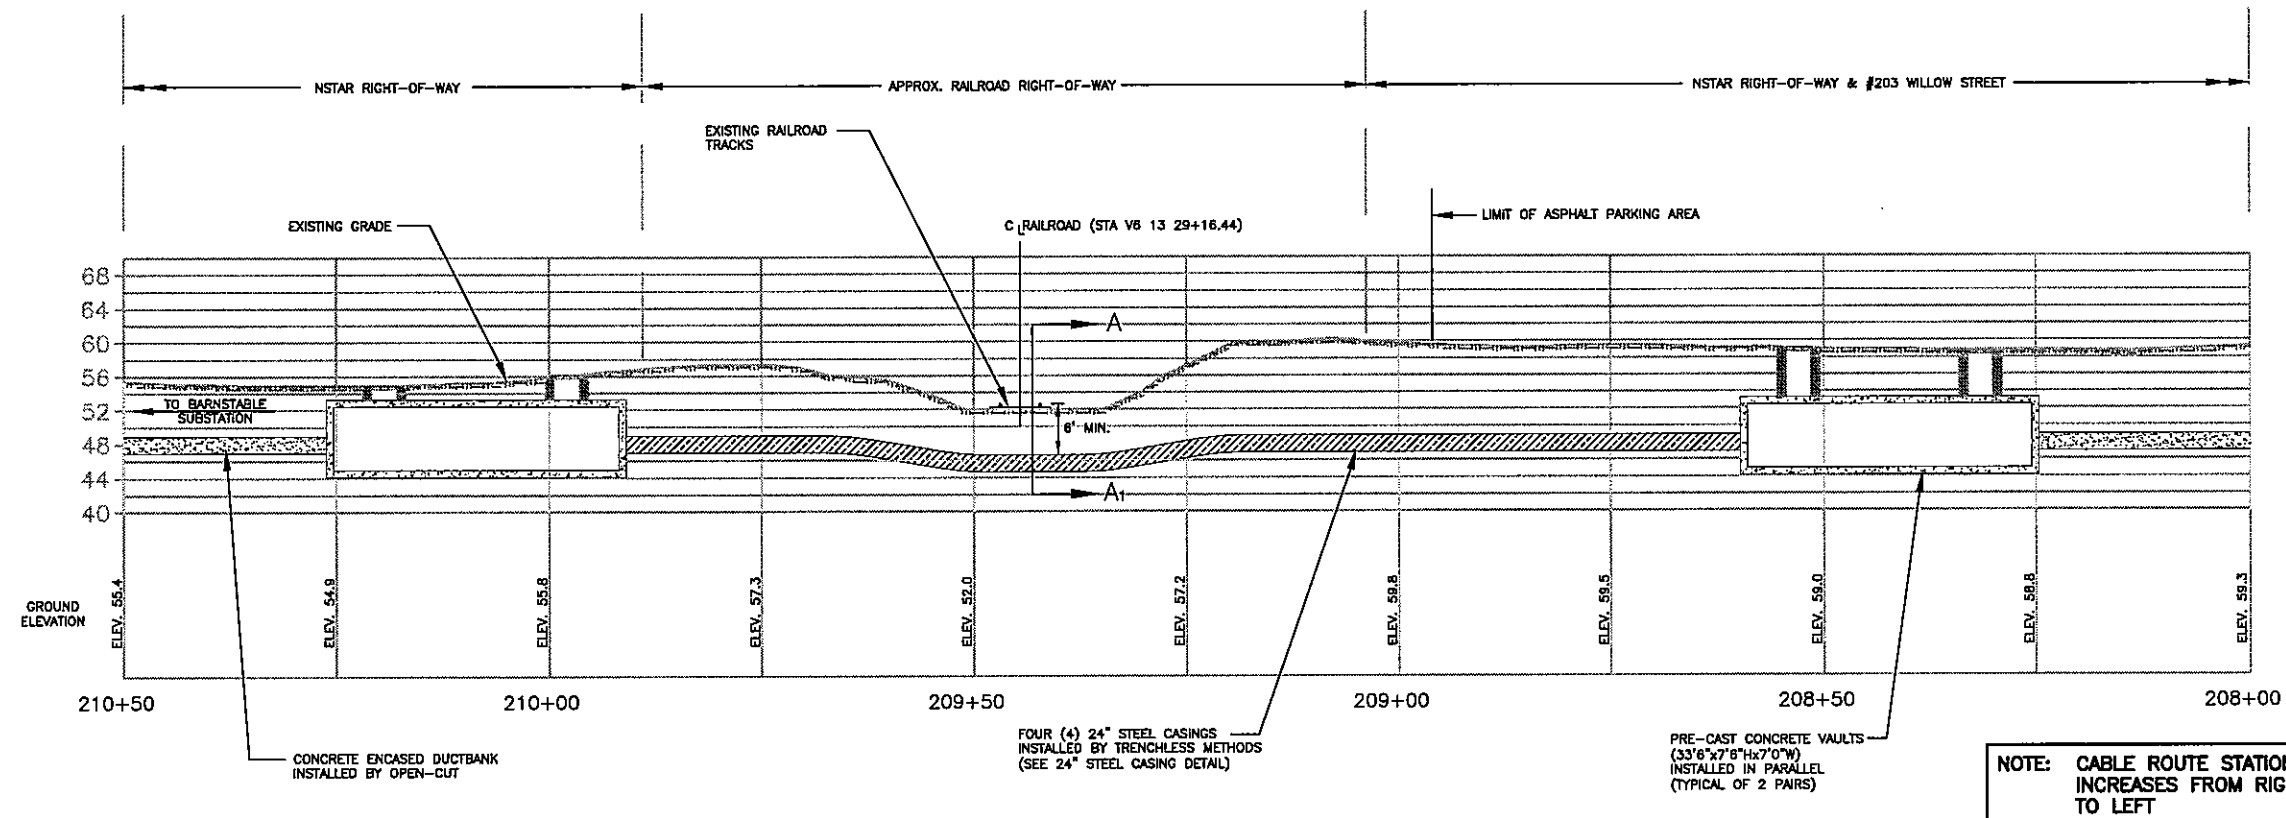 NSTAR RIGHT-OF-WAY
APPROX. RAILROAD RIGHT-OF-WAY
NSTAR RIGHT-OF-WAY & #203 WILLOW STREET
EXISTING RAILROAD
TRACKS
EXISTING GRADE
C L RAILROAD (STA V6 13 29+16.44)
LIMIT OF ASPHALT PARKING AREA
68
64
60
56
52
48
44
40
A
A1
TO BARNSTABLE
SUBSTATION
6' MIN.
GROUND
ELEVATION
ELEV. 55.4
ELEV. 54.9
ELEV. 55.8
ELEV. 57.3
ELEV. 52.0
ELEV. 57.2
ELEV. 59.8
ELEV. 59.5
ELEV. 59.0
ELEV. 58.8
ELEV. 59.3
210+50
210+00
209+50
209+00
208+50
208+00
CONCRETE ENCASED DUCTBANK
INSTALLED BY OPEN-CUT
FOUR (4) 24" STEEL CASINGS
INSTALLED BY TRENCHLESS METHODS
(SEE 24" STEEL CASING DETAIL)
PRE-CAST CONCRETE VAULTS
(33'6"x7'6"Hx7'0"W)
INSTALLED IN PARALLEL
(TYPICAL OF 2 PAIRS)
NOTE: CABLE ROUTE STATION
INCREASES FROM RIG
TO LEFT